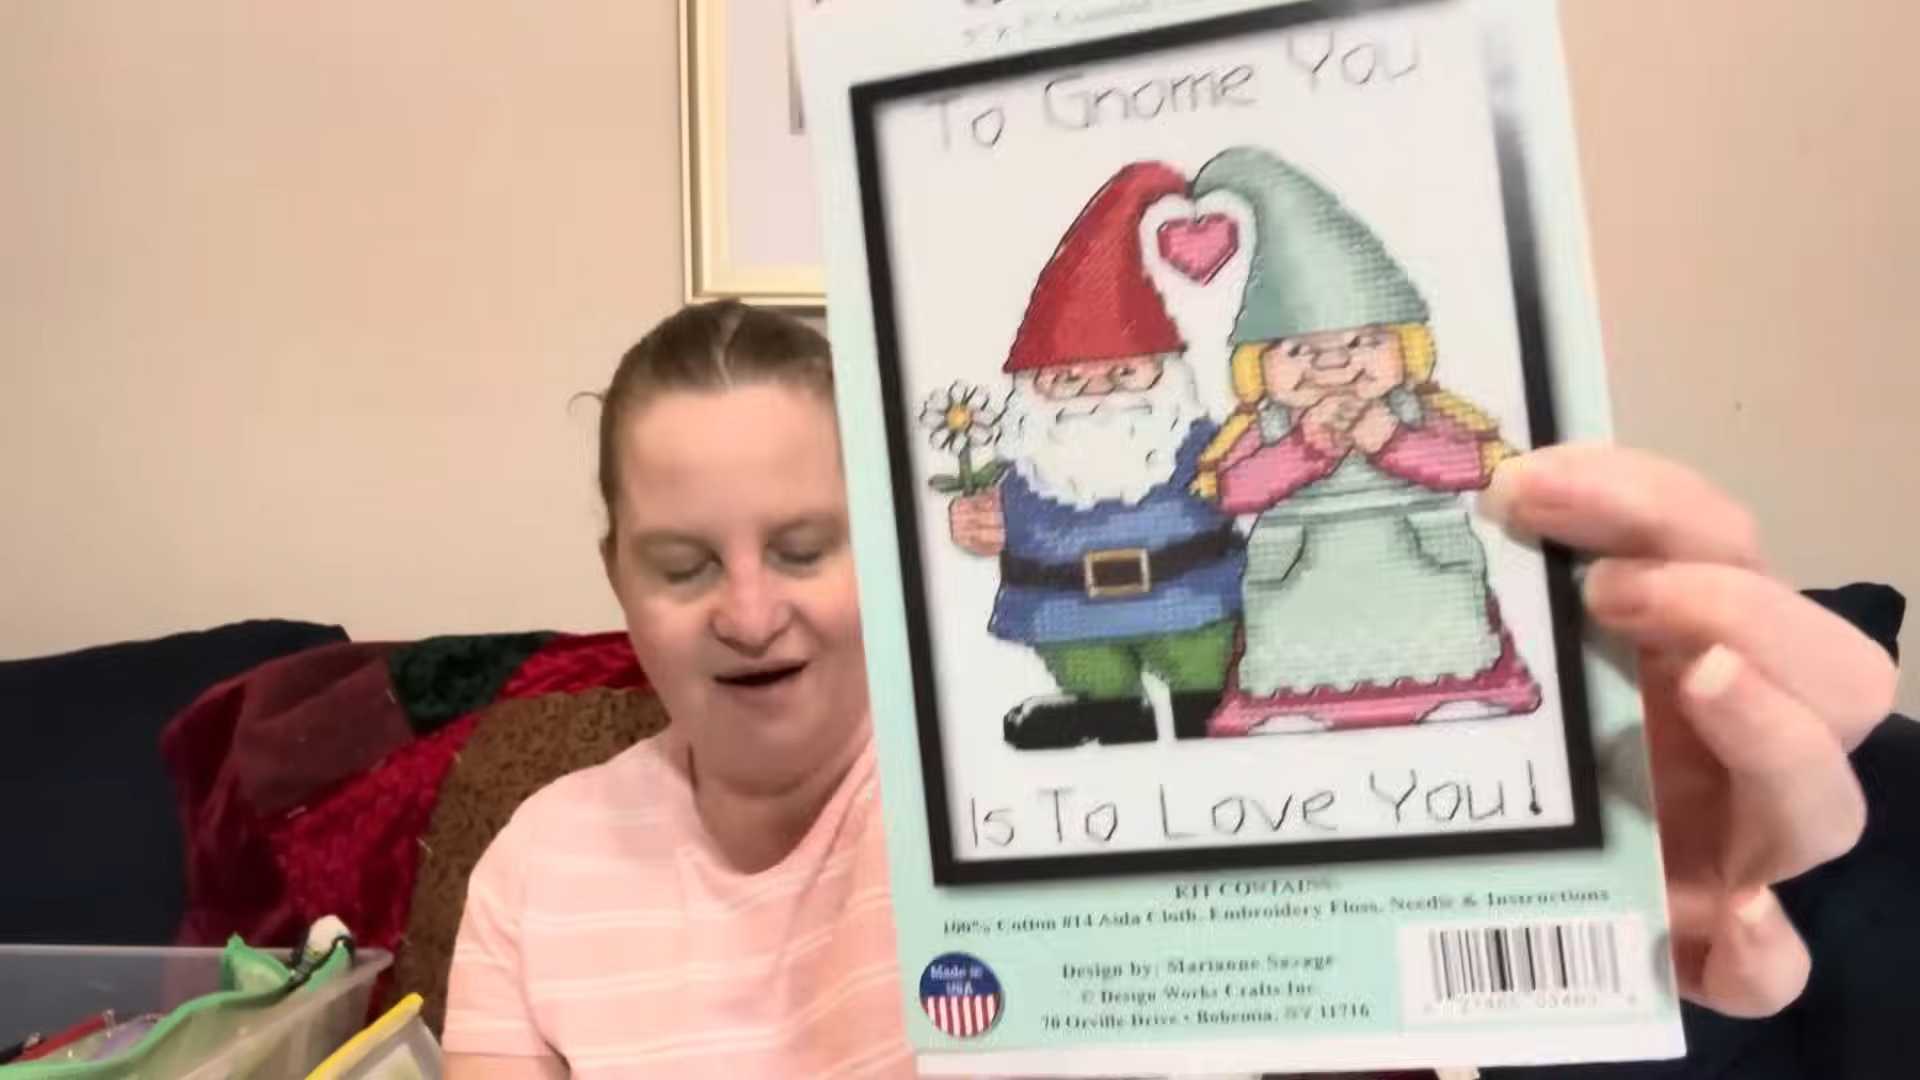 To Gnome You
Is To Love You!
KIT CONTAINS:
100% Cotton #14 Aida Cloth, Embroidery Floss, Needle & Instructions
Made in
USA
Design by: Marianne Savage
© Design Works Crafts Inc.
70 Orville Drive • Bohemia, NY 11716